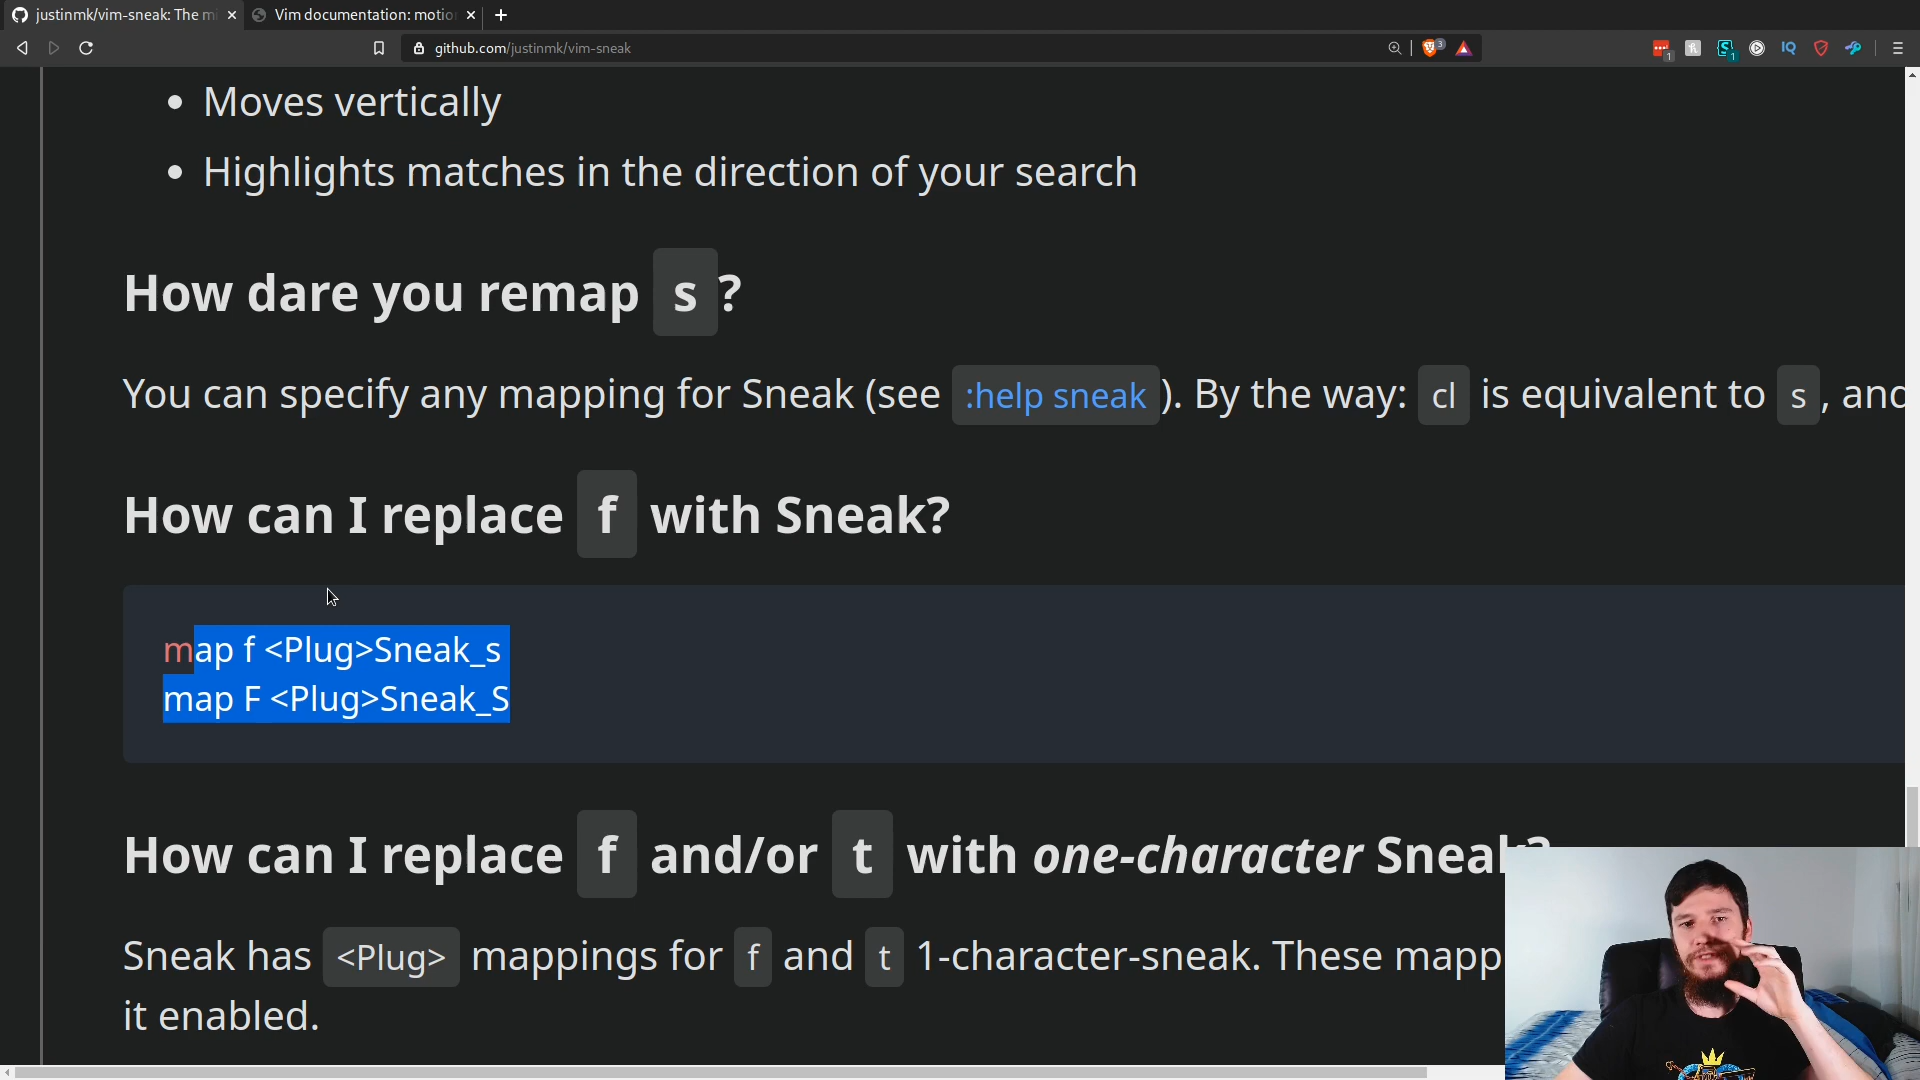 justinmk/vim-sneak: The mi
Vim documentation: motio
github.com/justinmk/vim-sneak
Moves vertically
Highlights matches in the direction of your search
How dare you remap s ?
You can specify any mapping for Sneak (see :help sneak ). By the way: cl is equivalent to s , and
How can I replace f with Sneak?
map f <Plug>Sneak_s
map F <Plug>Sneak_S
How can I replace f and/or t with one-character Sneak?
Sneak has <Plug> mappings for f and t 1-character-sneak. These mapp
it enabled.